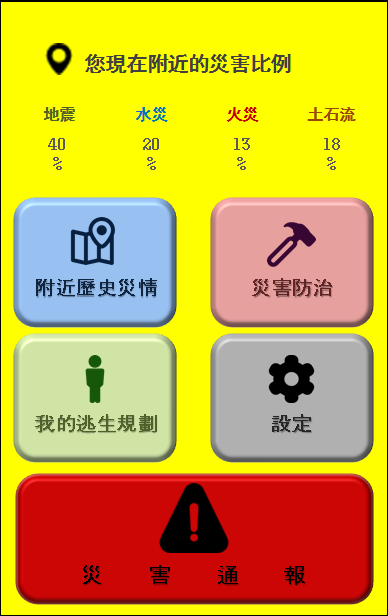 您現在附近的災害比例
地震 水災 火災 土石流
40 20 13 18
% % % %
附近歷史災情 災害防治
我的逃生規劃 設定
災 害 通 報